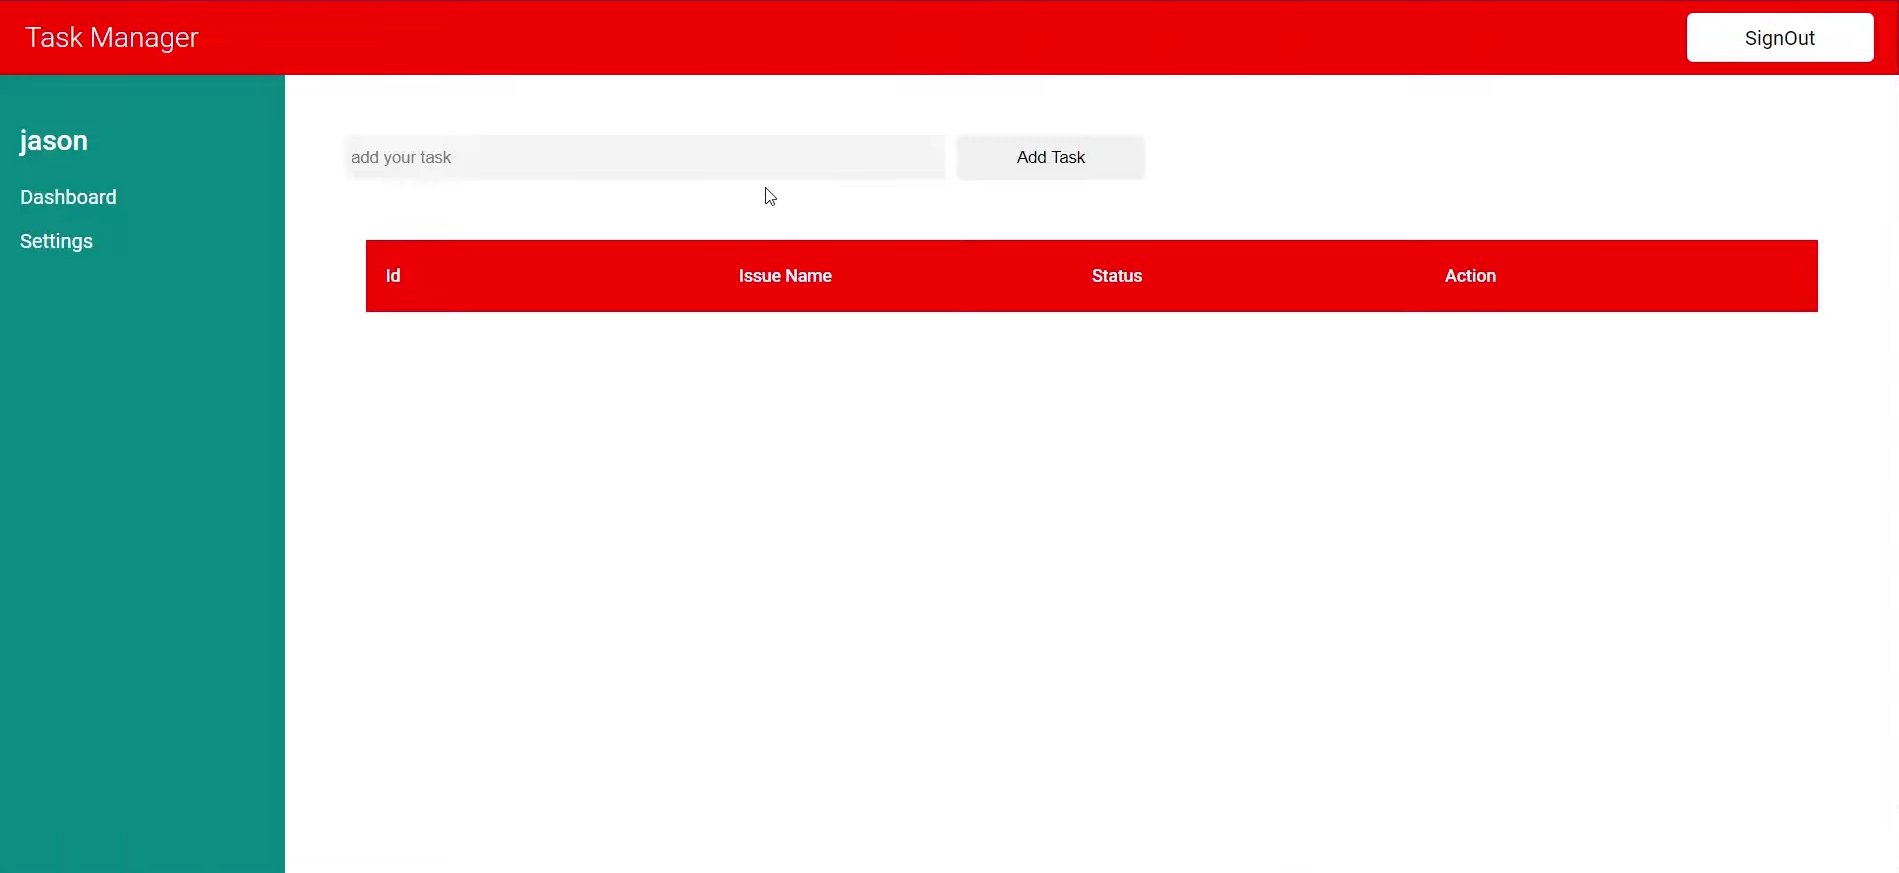 Task Manager
SignOut
jason
Dashboard
Settings
add your task
Add Task
Id Issue Name Status Action